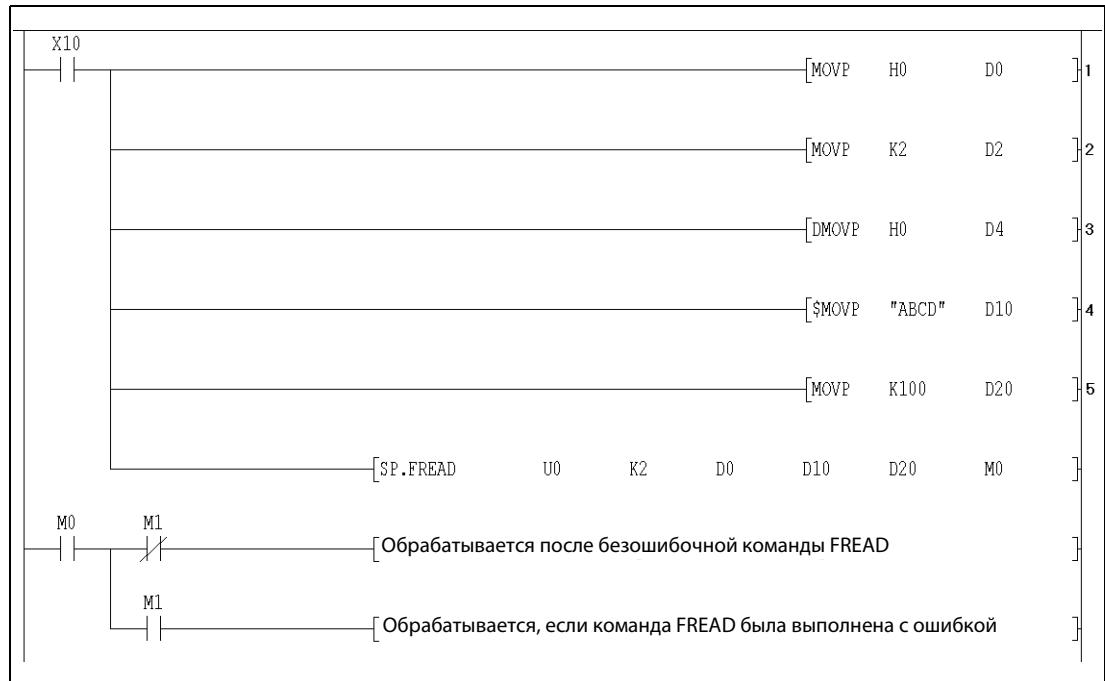 X10
[MOVP H0 D0 ] 1
[MOVP K2 D2 ] 2
[DMOVP H0 D4 ] 3
[$MOVP "ABCD" D10 ] 4
[MOVP K100 D20 ] 5
[SP.FREAD U0 K2 D0 D10 D20 M0 ]
M0 M1
[Обрабатывается после безошибочной команды FREAD ]
M1
[Обрабатывается, если команда FREAD была выполнена с ошибкой ]